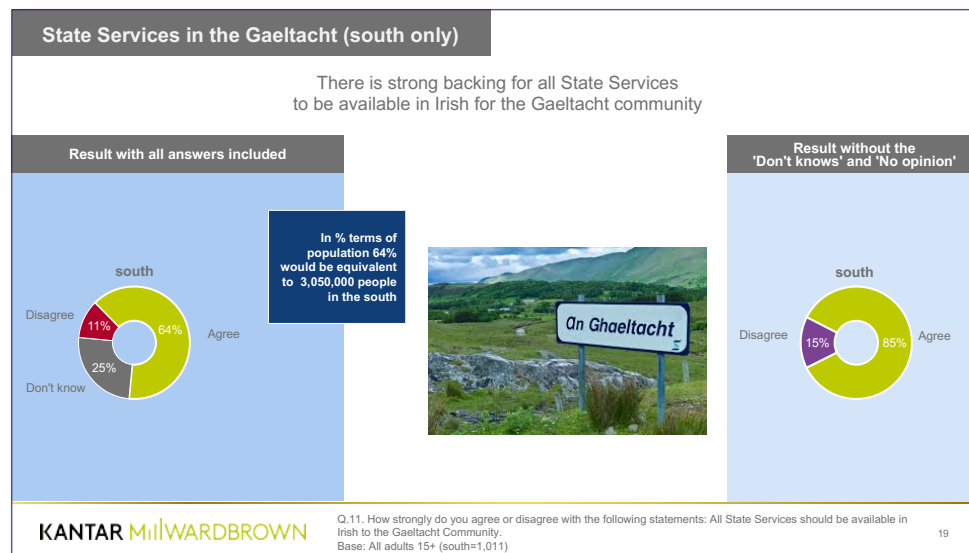 State Services in the Gaeltacht (south only)
There is strong backing for all State Services
to be available in Irish for the Gaeltacht community
Result with all answers included
In % terms of
population 64%
would be equivalent
to 3,050,000 people
in the south
south
Disagree
11%
64%
Agree
25%
Don't know
An Ghaeltacht
Result without the
'Don't knows' and 'No opinion'
south
Disagree
15%
85%
Agree
KANTAR MillWARDBROWN
Q.11. How strongly do you agree or disagree with the following statements: All State Services should be available in
Irish to the Gaeltacht Community.
Base: All adults 15+ (south=1,011)
19